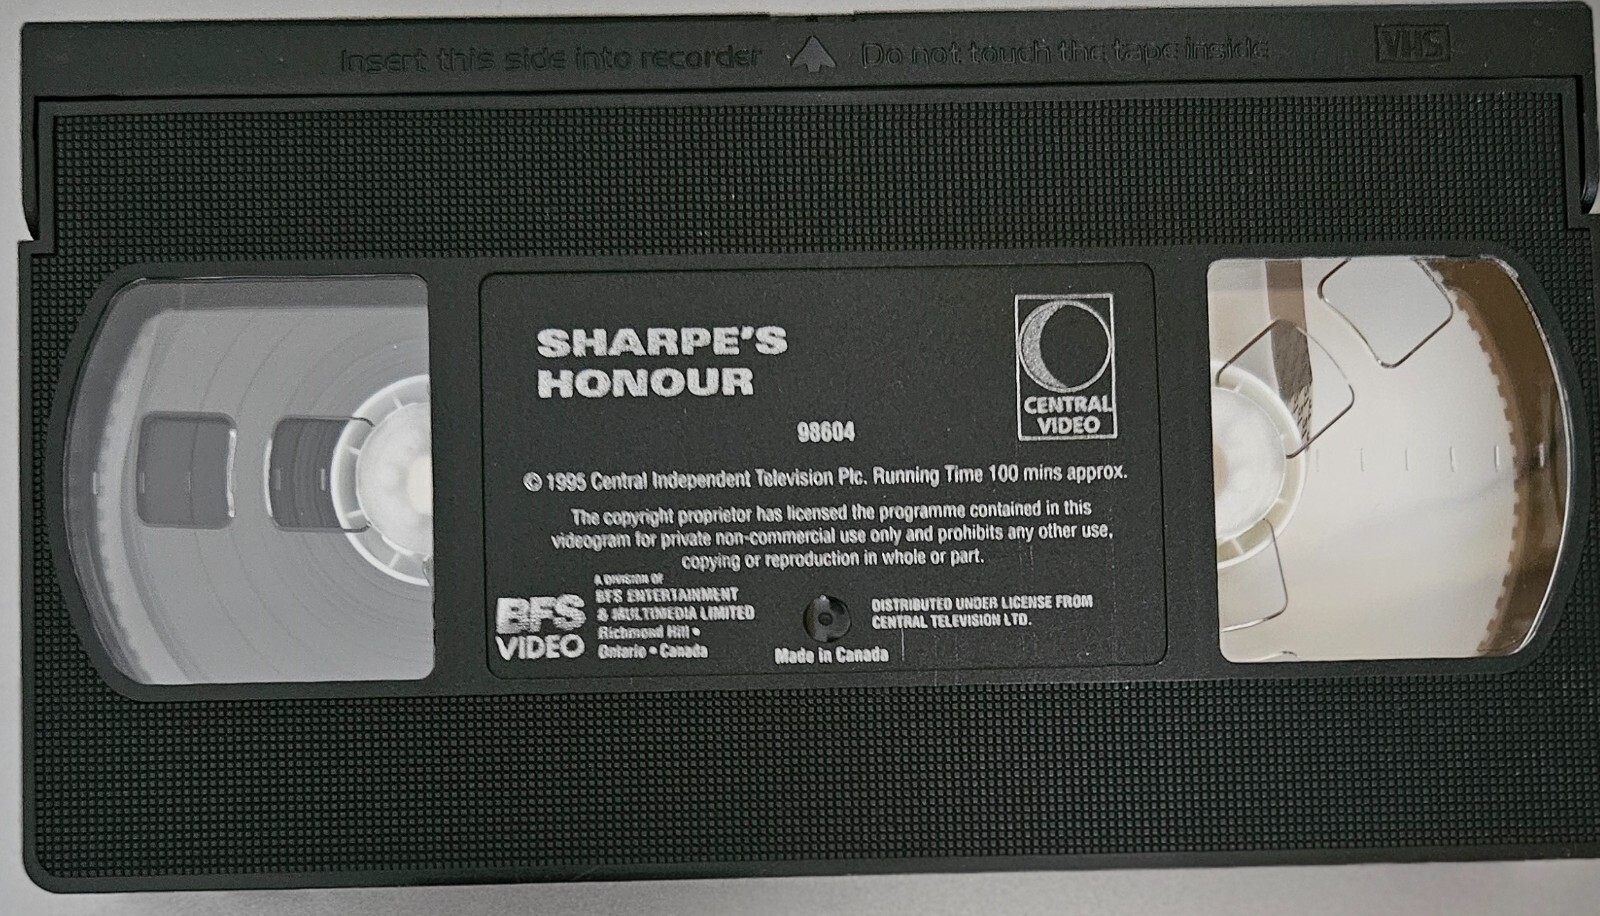 Insert this side into recorder Do not touch the tape inside VHS
SHARPE'S
HONOUR
CENTRAL
VIDEO
98604
© 1995 Central Independent Television Plc. Running Time 100 mins approx.
The copyright proprietor has licensed the programme contained in this
videogram for private non-commercial use only and prohibits any other use,
copying or reproduction in whole or part.
BFS
VIDEO
A DIVISION OF
BFS ENTERTAINMENT
& MULTIMEDIA LIMITED
Richmond Hill •
Ontario • Canada
Made in Canada
DISTRIBUTED UNDER LICENSE FROM
CENTRAL TELEVISION LTD.